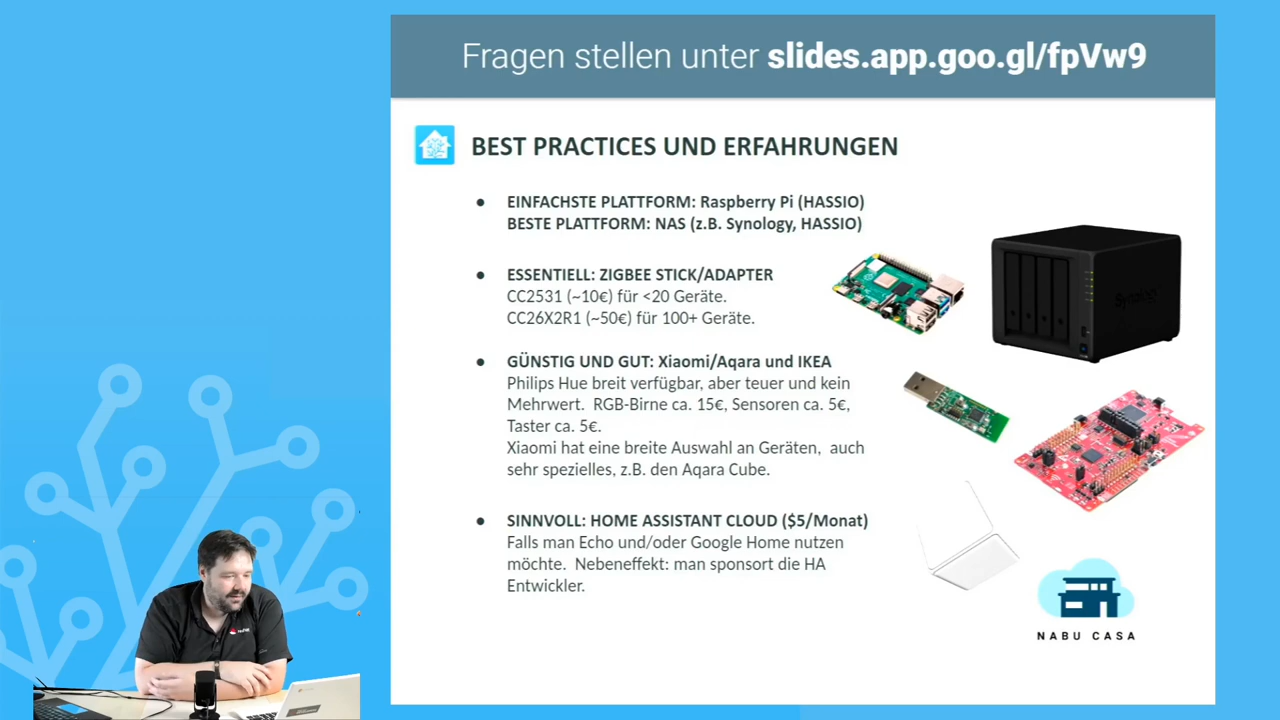 Fragen stellen unter slides.app.goo.gl/fpVw9
BEST PRACTICES UND ERFAHRUNGEN
● EINFACHSTE PLATTFORM: Raspberry Pi (HASSIO)
BESTE PLATTFORM: NAS (z.B. Synology, HASSIO)
● ESSENTIELL: ZIGBEE STICK/ADAPTER
CC2531 (~10€) für <20 Geräte.
CC26X2R1 (~50€) für 100+ Geräte.
● GÜNSTIG UND GUT: Xiaomi/Aqara und IKEA
Philips Hue breit verfügbar, aber teuer und kein
Mehrwert. RGB-Birne ca. 15€, Sensoren ca. 5€,
Taster ca. 5€.
Xiaomi hat eine breite Auswahl an Geräten, auch
sehr spezielles, z.B. den Aqara Cube.
● SINNVOLL: HOME ASSISTANT CLOUD ($5/Monat)
Falls man Echo und/oder Google Home nutzen
möchte. Nebeneffekt: man sponsort die HA
Entwickler.
Synology
NABU CASA